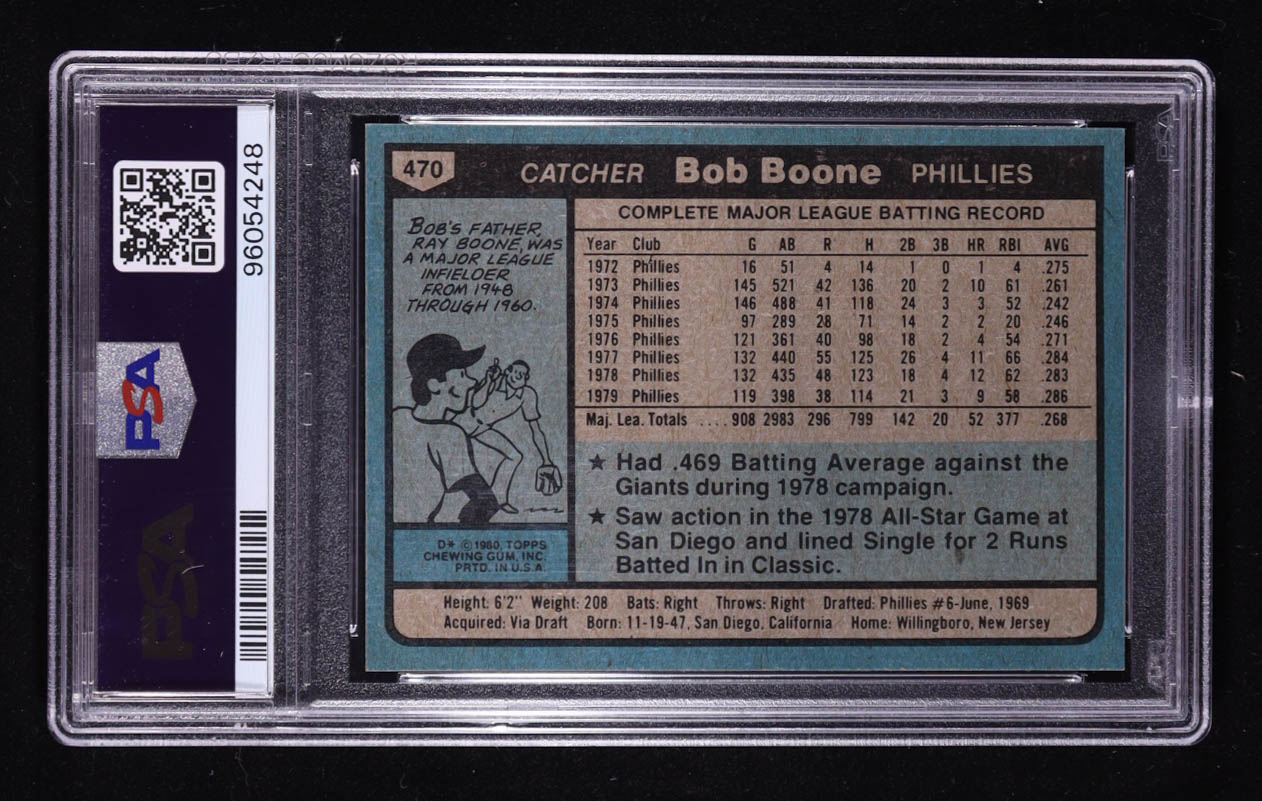 96054248
PSA
PSA
PSA
470 CATCHER Bob Boone PHILLIES
BOB'S FATHER,
RAY BOONE, WAS
A MAJOR LEAGUE
INFIELDER
FROM 1948
THROUGH 1960.
D* ©1980, TOPPS
CHEWING GUM, INC.
PRTD. IN U.S.A.
COMPLETE MAJOR LEAGUE BATTING RECORD
Year Club G AB R H 2B 3B HR RBI AVG
1972 Phillies 16 51 4 14 1 0 1 4 .275
1973 Phillies 145 521 42 136 20 2 10 61 .261
1974 Phillies 146 488 41 118 24 3 3 52 .242
1975 Phillies 97 289 28 71 14 2 2 20 .246
1976 Phillies 121 361 40 98 18 2 4 54 .271
1977 Phillies 132 440 55 125 26 4 11 66 .284
1978 Phillies 132 435 48 123 18 4 12 62 .283
1979 Phillies 119 398 38 114 21 3 9 58 .286
Maj. Lea. Totals .... 908 2983 296 799 142 20 52 377 .268
★ Had .469 Batting Average against the
Giants during 1978 campaign.
★ Saw action in the 1978 All-Star Game at
San Diego and lined Single for 2 Runs
Batted In in Classic.
Height: 6'2" Weight: 208 Bats: Right Throws: Right Drafted: Phillies #6-June, 1969
Acquired: Via Draft Born: 11-19-47, San Diego, California Home: Willingboro, New Jersey